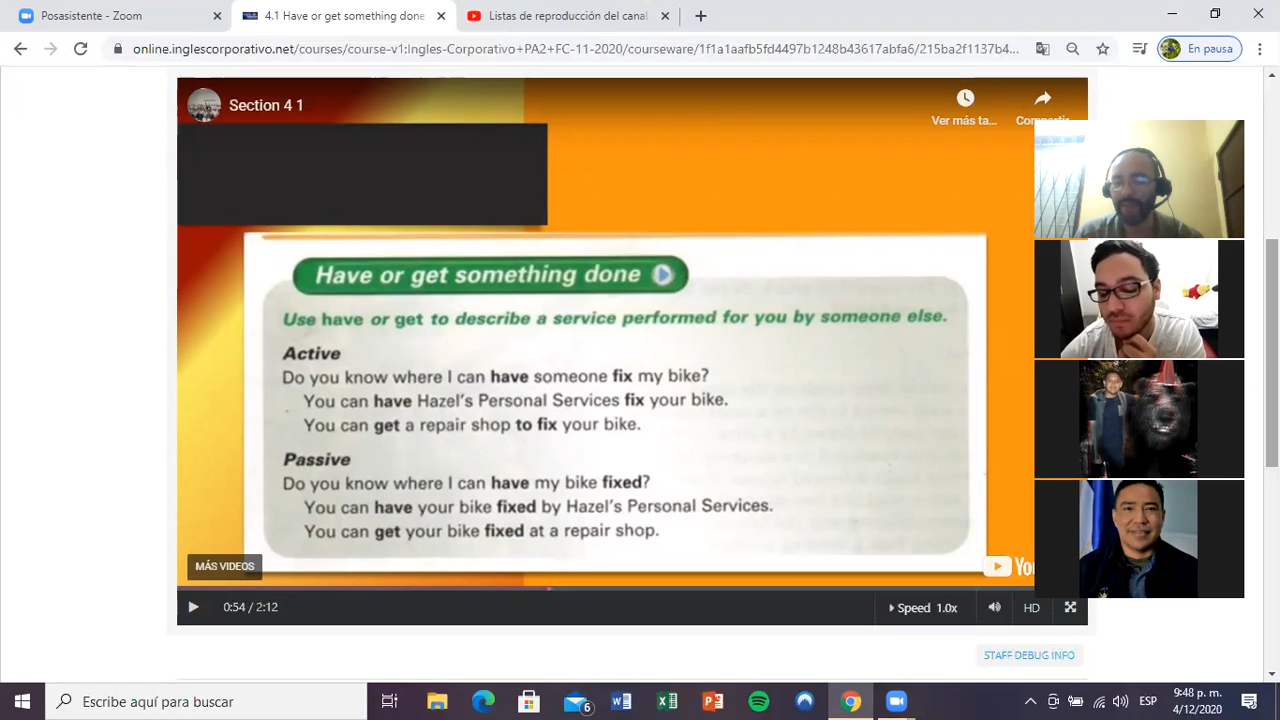 Posasistente - Zoom
4.1 Have or get something done
Listas de reproducción del canal
online.inglescorporativo.net/courses/course-v1:Ingles-Corporativo+PA2+FC-11-2020/courseware/1f1a1aafb5fd4497b1248b43617abfa6/215ba2f1137b4...
En pausa
Section 4 1
Ver más ta...
Compartir
Have or get something done
Use have or get to describe a service performed for you by someone else.
Active
Do you know where I can have someone fix my bike?
You can have Hazel's Personal Services fix your bike.
You can get a repair shop to fix your bike.
Passive
Do you know where I can have my bike fixed?
You can have your bike fixed by Hazel's Personal Services.
You can get your bike fixed at a repair shop.
MÁS VIDEOS
You
0:54 / 2:12
Speed 1.0x
HD
STAFF DEBUG INFO
Escribe aquí para buscar
6
ESP
9:48 p. m.
4/12/2020